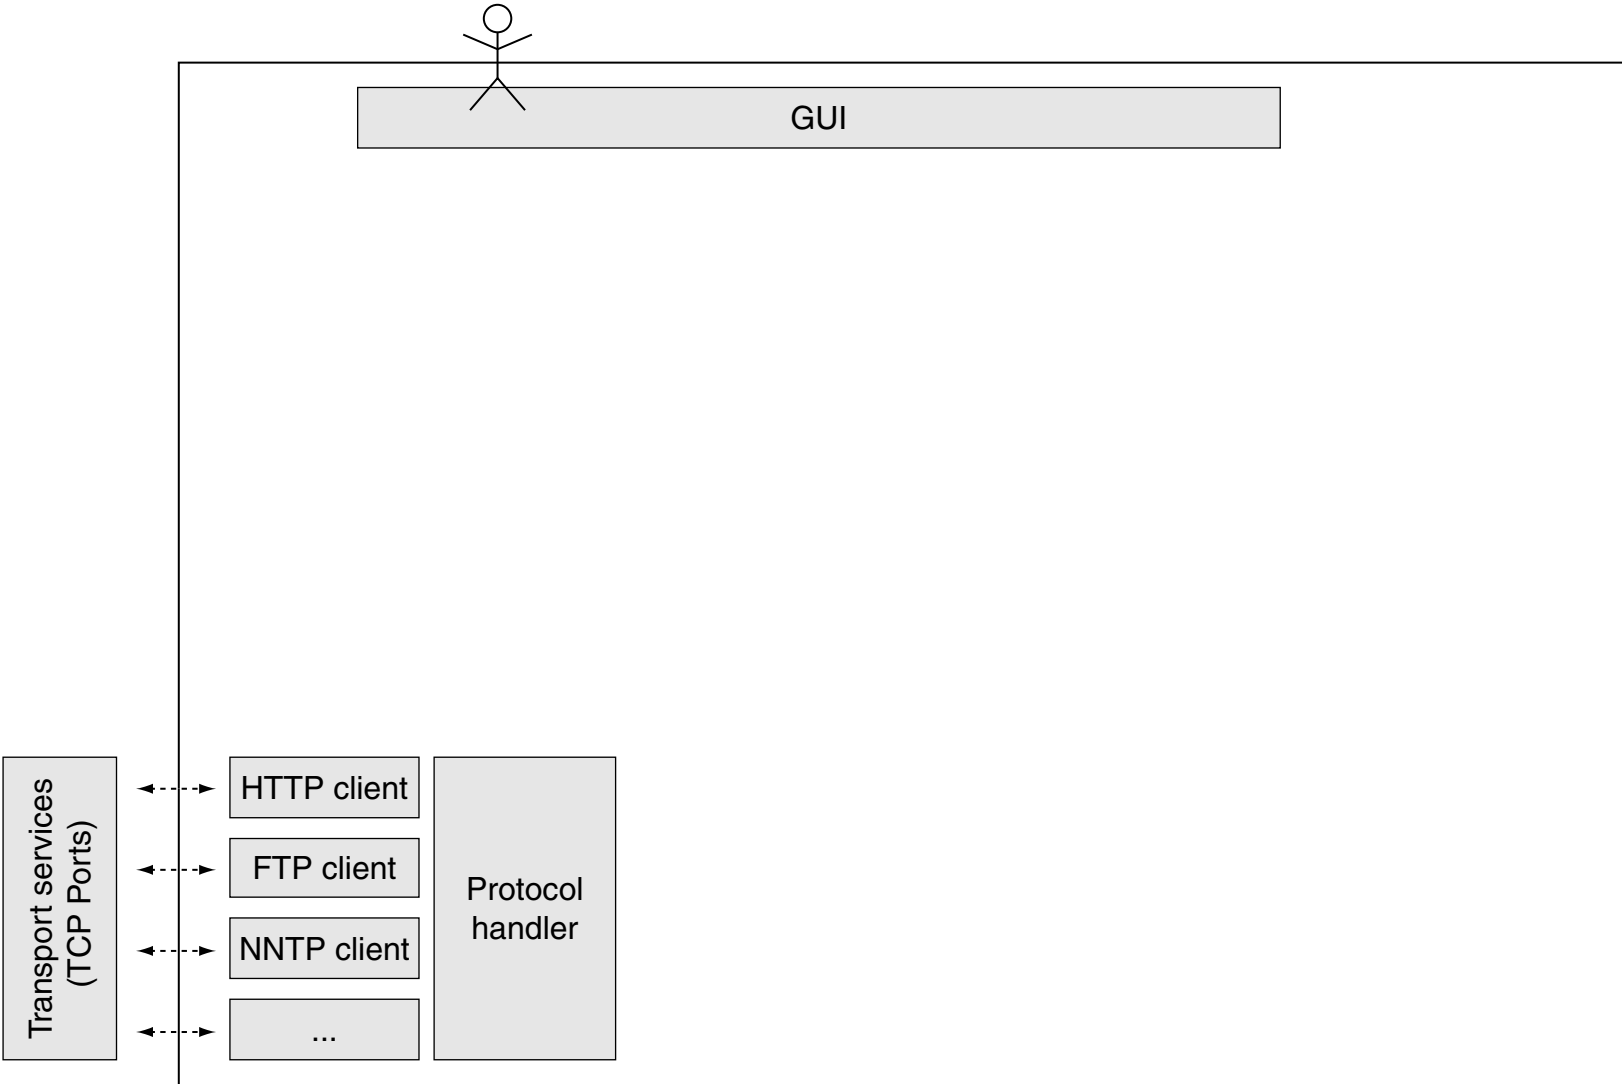 GUI
Transport services
(TCP Ports)
HTTP client
FTP client
NNTP client
...
Protocol
handler